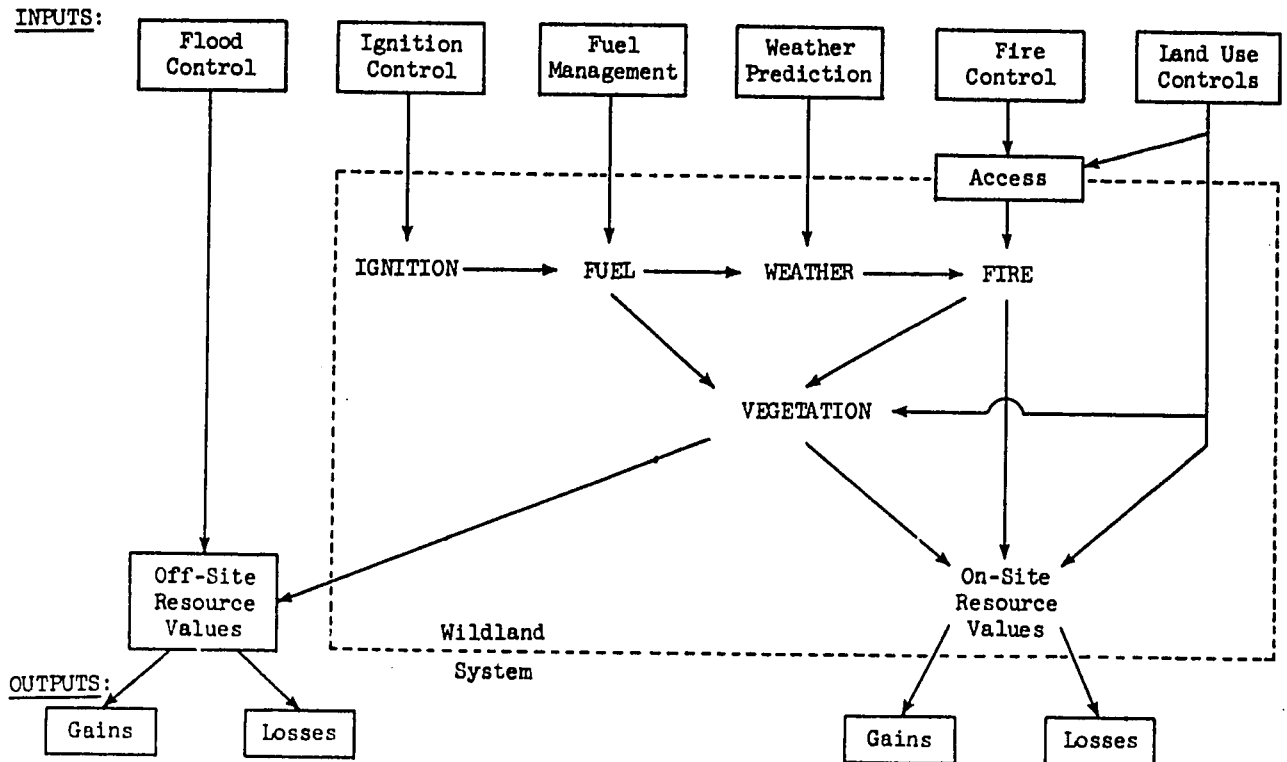 INPUTS:
Flood
Control
Ignition
Control
Fuel
Management
Weather
Prediction
Fire
Control
Land Use
Controls
Access
IGNITION
FUEL
WEATHER
FIRE
VEGETATION
Off-Site
Resource
Values
On-Site
Resource
Values
Wildland
System
OUTPUTS:
Gains
Losses
Gains
Losses